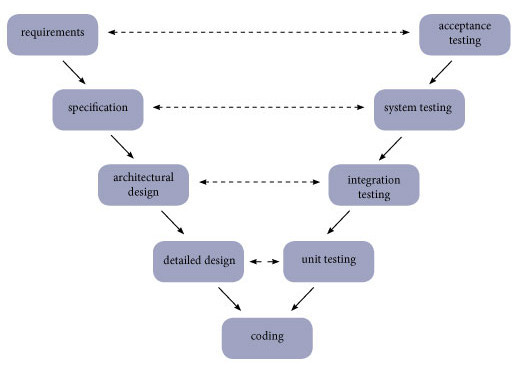 requirements
acceptance
testing
specification
system testing
architectural
design
integration
testing
detailed design
unit testing
coding